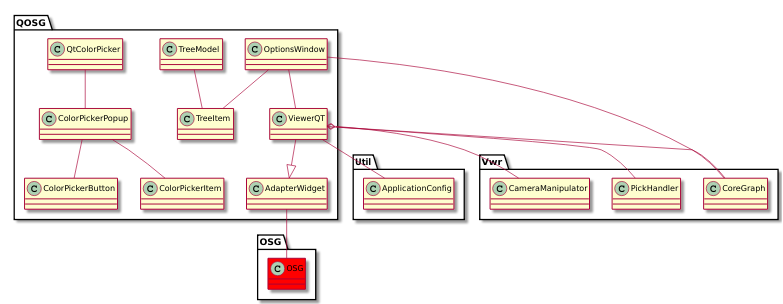 QOSG
C QtColorPicker
C TreeModel
C OptionsWindow
C ColorPickerPopup
C TreeItem
C ViewerQT
Util
Vwr
C ColorPickerButton
C ColorPickerItem
C AdapterWidget
C ApplicationConfig
C CameraManipulator
C PickHandler
C CoreGraph
OSG
C OSG